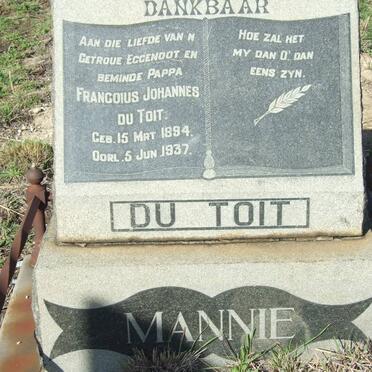 DANKBAAR
AAN DIE LIEFDE VAN N
GETROUE EGGENOOT EN
BEMINDE PAPPA
FRANGOIUS JOHANNES
DU TOIT.
GEB. 15 MRT 1894.
OORL. 5 JUN 1937.
HOE ZAL HET
MY DAN O' DAN
EENS ZYN.
DU TOIT
MANNIE